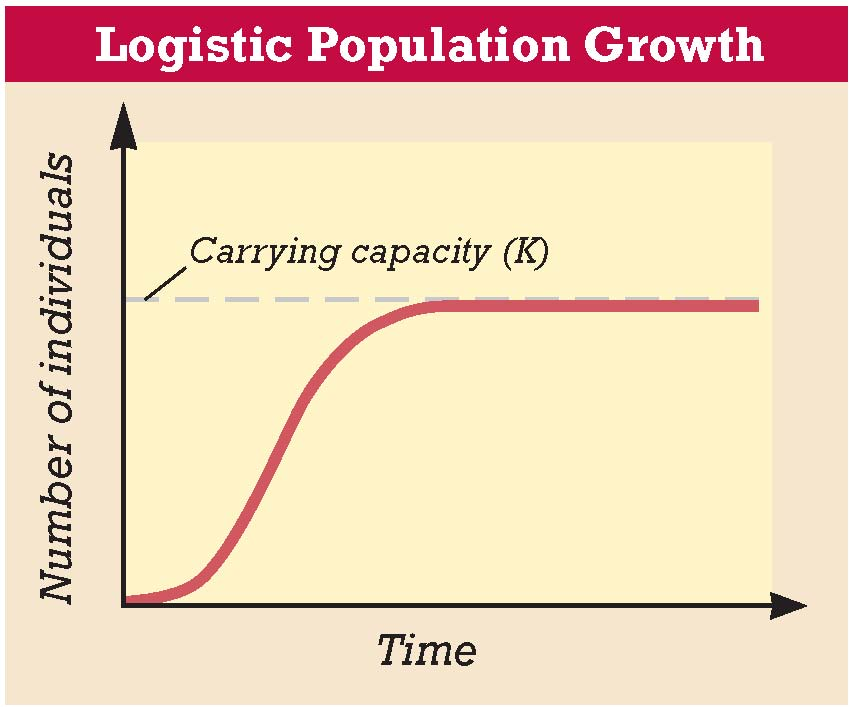 Logistic Population Growth
Number of individuals
Carrying capacity (K)
Time